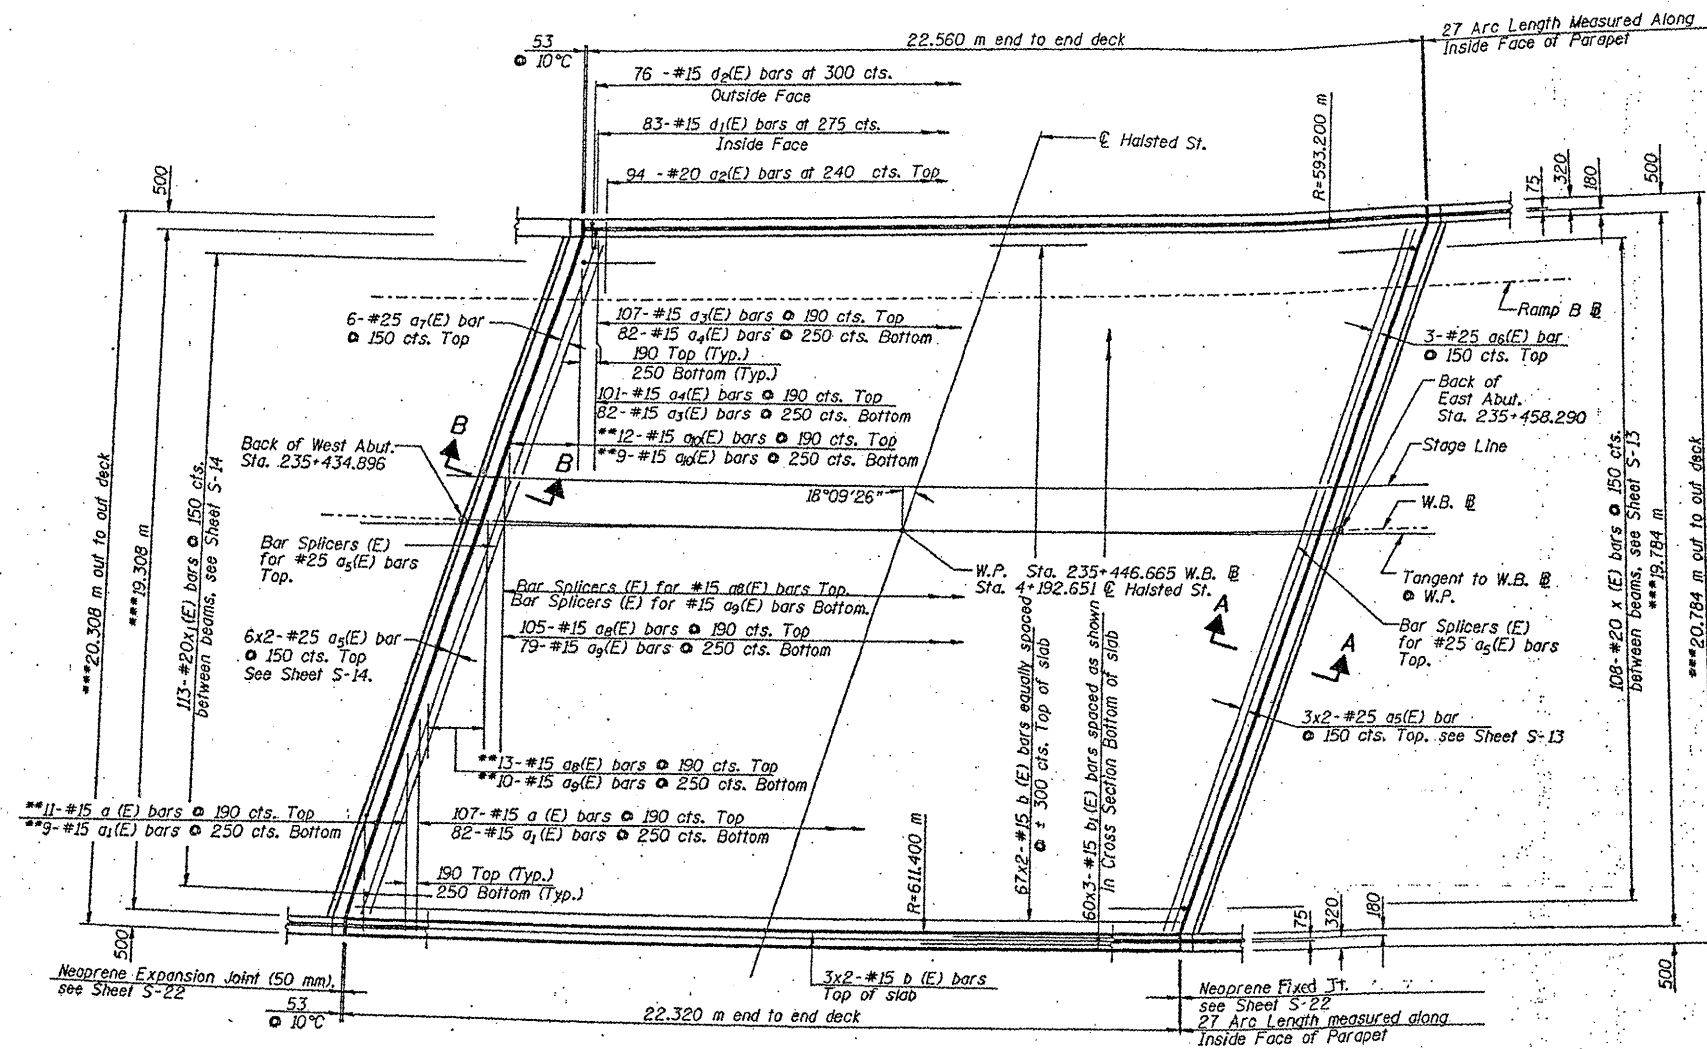 53
@ 10°C
22.560 m end to end deck
27 Arc Length Measured Along
Inside Face of Parapet
76 -#15 d2(E) bars at 300 cts.
Outside Face
83-#15 d1(E) bars at 275 cts.
Inside Face
94 -#20 a2(E) bars at 240 cts. Top
℄ Halsted St.
R=593.200 m
500
75
320
180
500
Ramp B ℞
6-#25 a7(E) bar
@ 150 cts. Top
107-#15 a3(E) bars @ 190 cts. Top
82-#15 a4(E) bars @ 250 cts. Bottom
190 Top (Typ.)
250 Bottom (Typ.)
101-#15 a4(E) bars @ 190 cts. Top
82-#15 a3(E) bars @ 250 cts. Bottom
**12-#15 a10(E) bars @ 190 cts. Top
**9-#15 a10(E) bars @ 250 cts. Bottom
3-#25 a6(E) bar
@ 150 cts. Top
Back of
East Abut.
Sta. 235+458.290
Stage Line
W.B. ℞
Tangent to W.B. ℞
@ W.P.
B
B
Back of West Abut.
Sta. 235+434.896
18°09'26"
***20.308 m out to out deck
***19.308 m
113-#20x1(E) bars @ 150 cts.
between beams, see Sheet S-14
Bar Splicers (E)
for #25 a5(E) bars
Top.
W.P. Sta. 235+446.665 W.B. ℞
Sta. 4+192.651 ℄ Halsted St.
Bar Splicers (E) for #15 a8(E) bars Top.
Bar Splicers (E) for #15 a9(E) bars Bottom.
105-#15 a8(E) bars @ 190 cts. Top
79-#15 a9(E) bars @ 250 cts. Bottom
6x2-#25 a5(E) bar
@ 150 cts. Top
See Sheet S-14.
A
A
Bar Splicers (E)
for #25 a5(E) bars
Top.
3x2-#25 a5(E) bar
@ 150 cts. Top. see Sheet S-13
108-#20 x (E) bars @ 150 cts.
between beams, see Sheet S-13
***19.784 m
***20.784 m out to out deck
67x2-#15 b (E) bars equally spaced
@ ± 300 cts. Top of slab
60x3-#15 b1(E) bars spaced as shown
in Cross Section Bottom of slab
**13-#15 a8(E) bars @ 190 cts. Top
**10-#15 a9(E) bars @ 250 cts. Bottom
**11-#15 a (E) bars @ 190 cts. Top
**9-#15 a1(E) bars @ 250 cts. Bottom
107-#15 a (E) bars @ 190 cts. Top
82-#15 a1(E) bars @ 250 cts. Bottom
190 Top (Typ.)
250 Bottom (Typ.)
R=611.400 m
500
75
320
180
500
Neoprene Expansion Joint (50 mm),
see Sheet S-22
3x2-#15 b (E) bars
Top of slab
Neoprene Fixed Jt.
see Sheet S-22
53
@ 10°C
22.320 m end to end deck
27 Arc Length measured along
Inside Face of Parapet